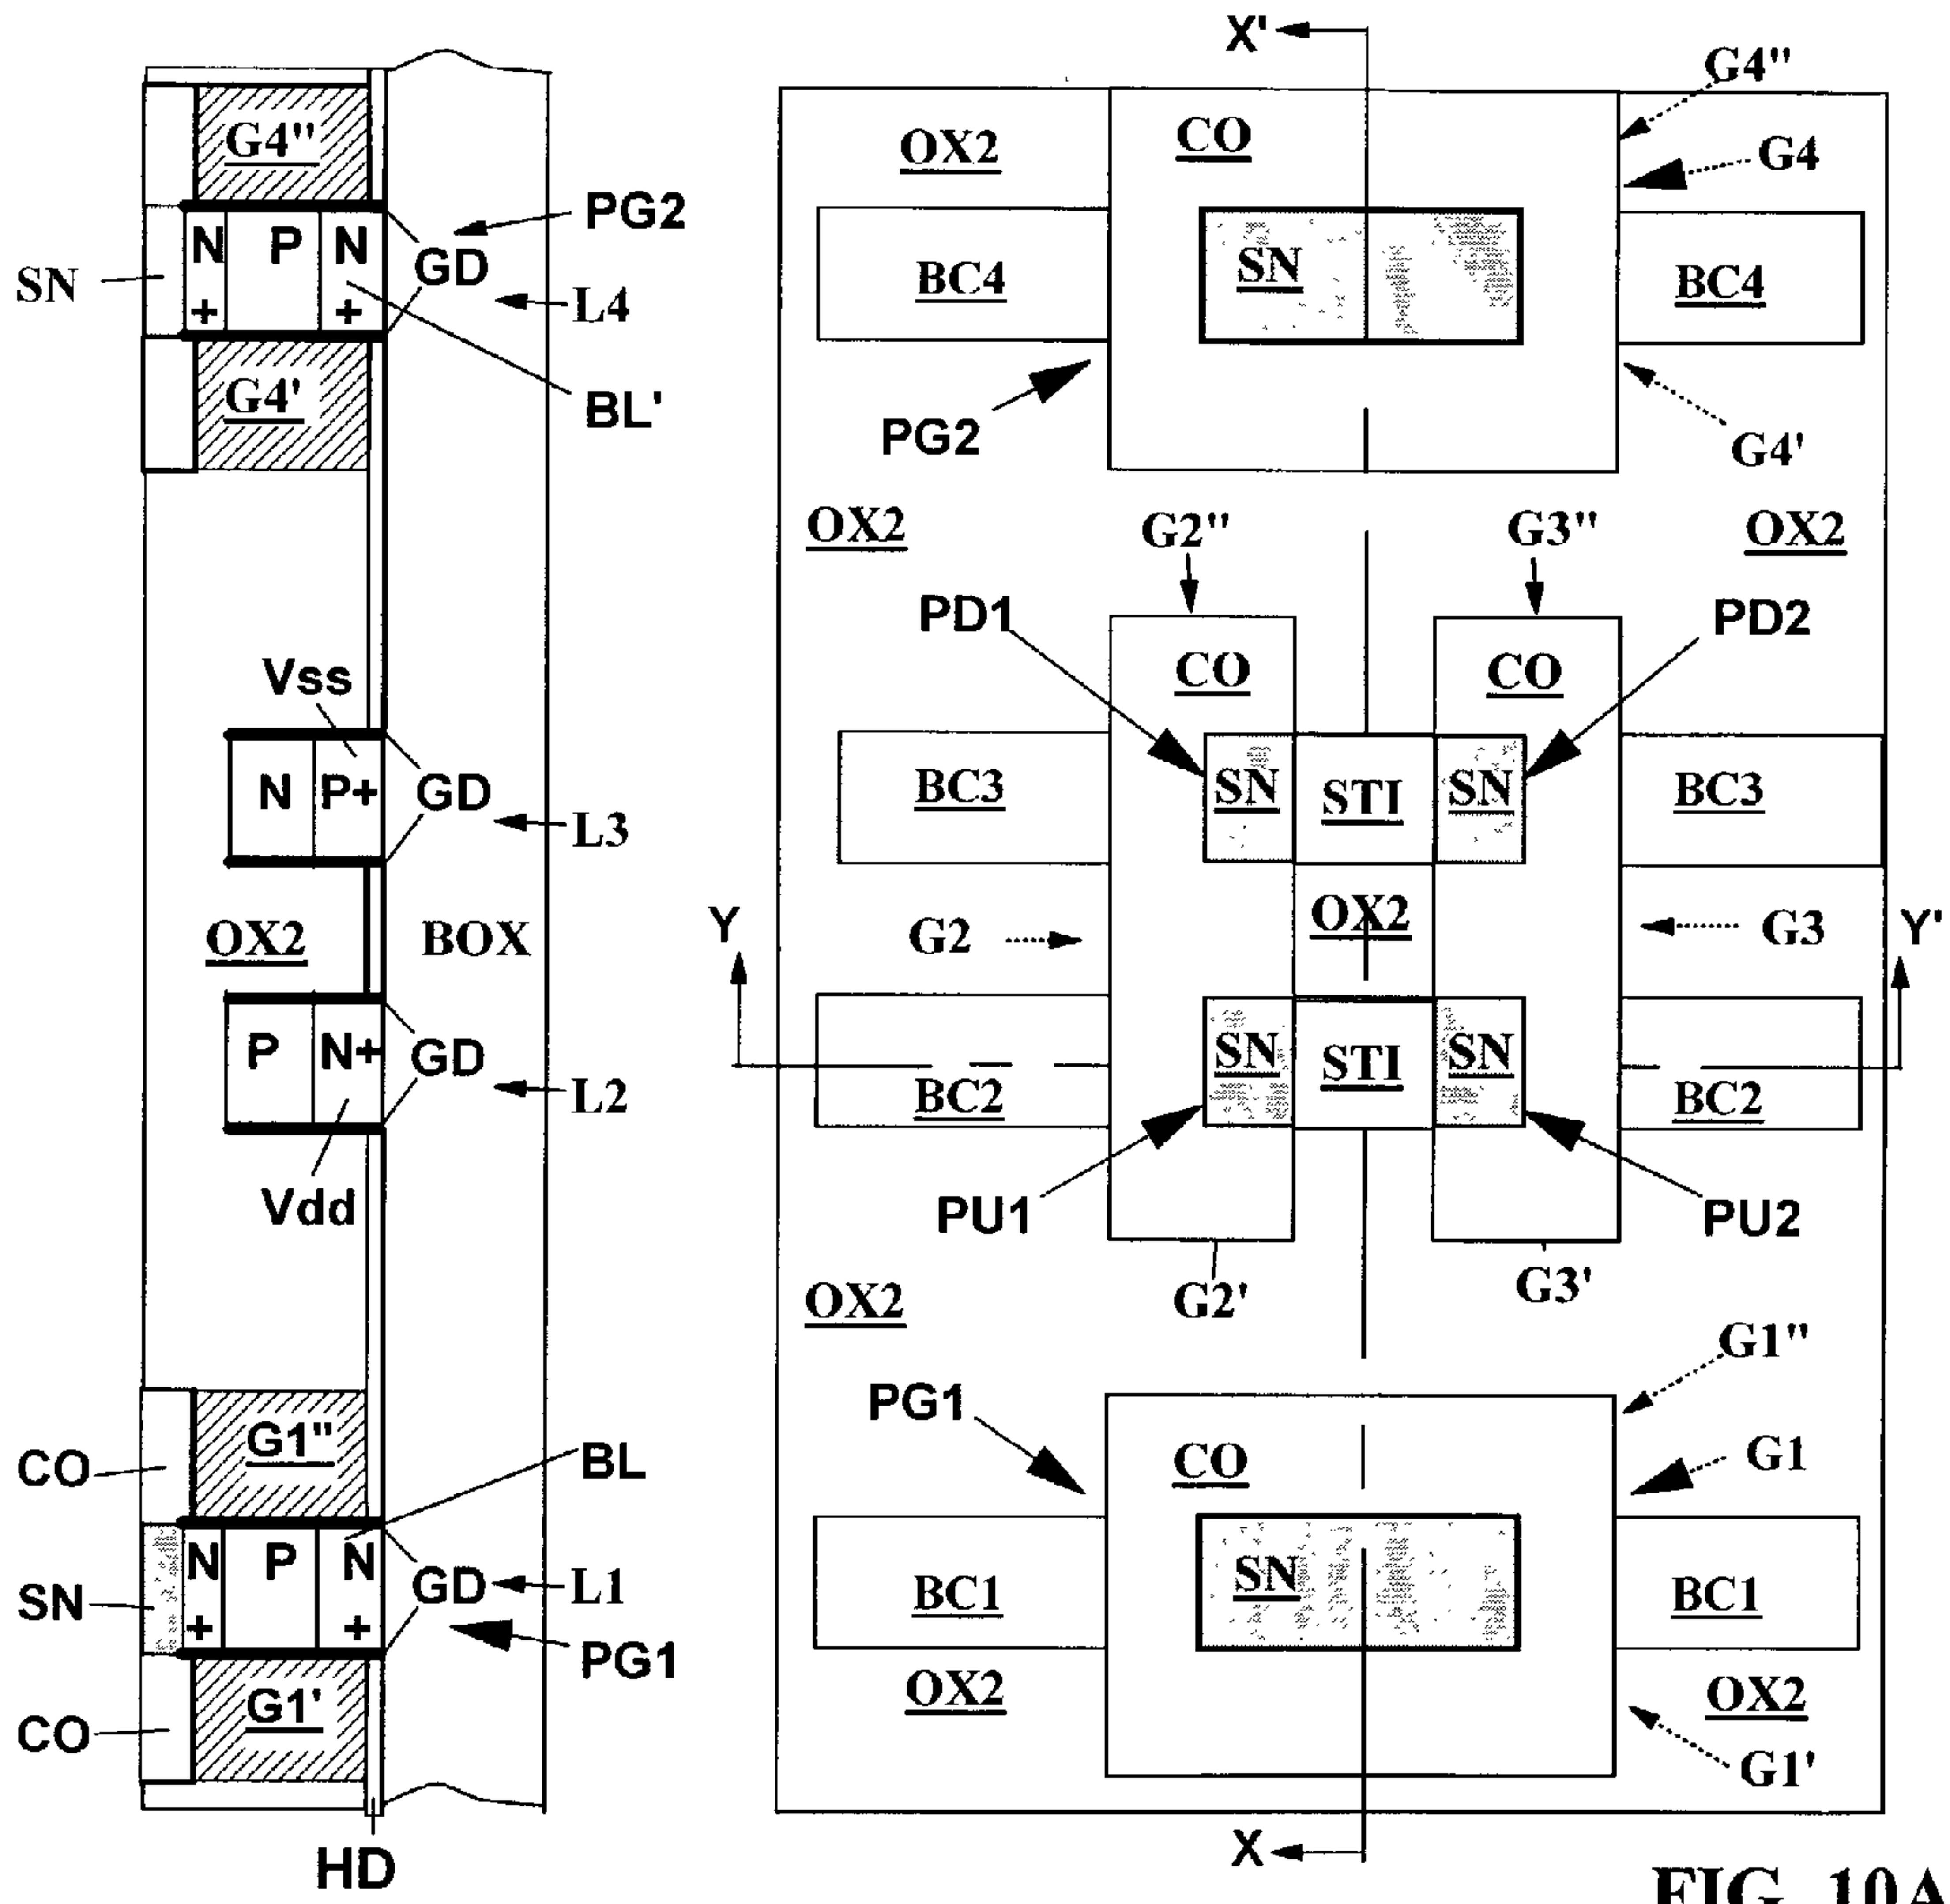 G4"
PG2
N P N
GD
SN
+ +
L4
G4'
BL'
Vss
N P+
GD
L3
OX2
BOX
P N+
GD
L2
Vdd
G1"
CO
BL
N P N
GD
L1
SN
+ +
PG1
G1'
CO
HD
X'
G4"
OX2
CO
G4
BC4
SN
BC4
PG2
G4'
OX2
G2"
G3"
OX2
PD1
PD2
CO
CO
BC3
SN
STI
SN
BC3
Y
G2
OX2
G3
Y'
BC2
SN
STI
SN
BC2
PU1
PU2
G2'
G3'
OX2
G1"
PG1
CO
G1
BC1
SN
BC1
OX2
OX2
G1'
X
FIG. 10A